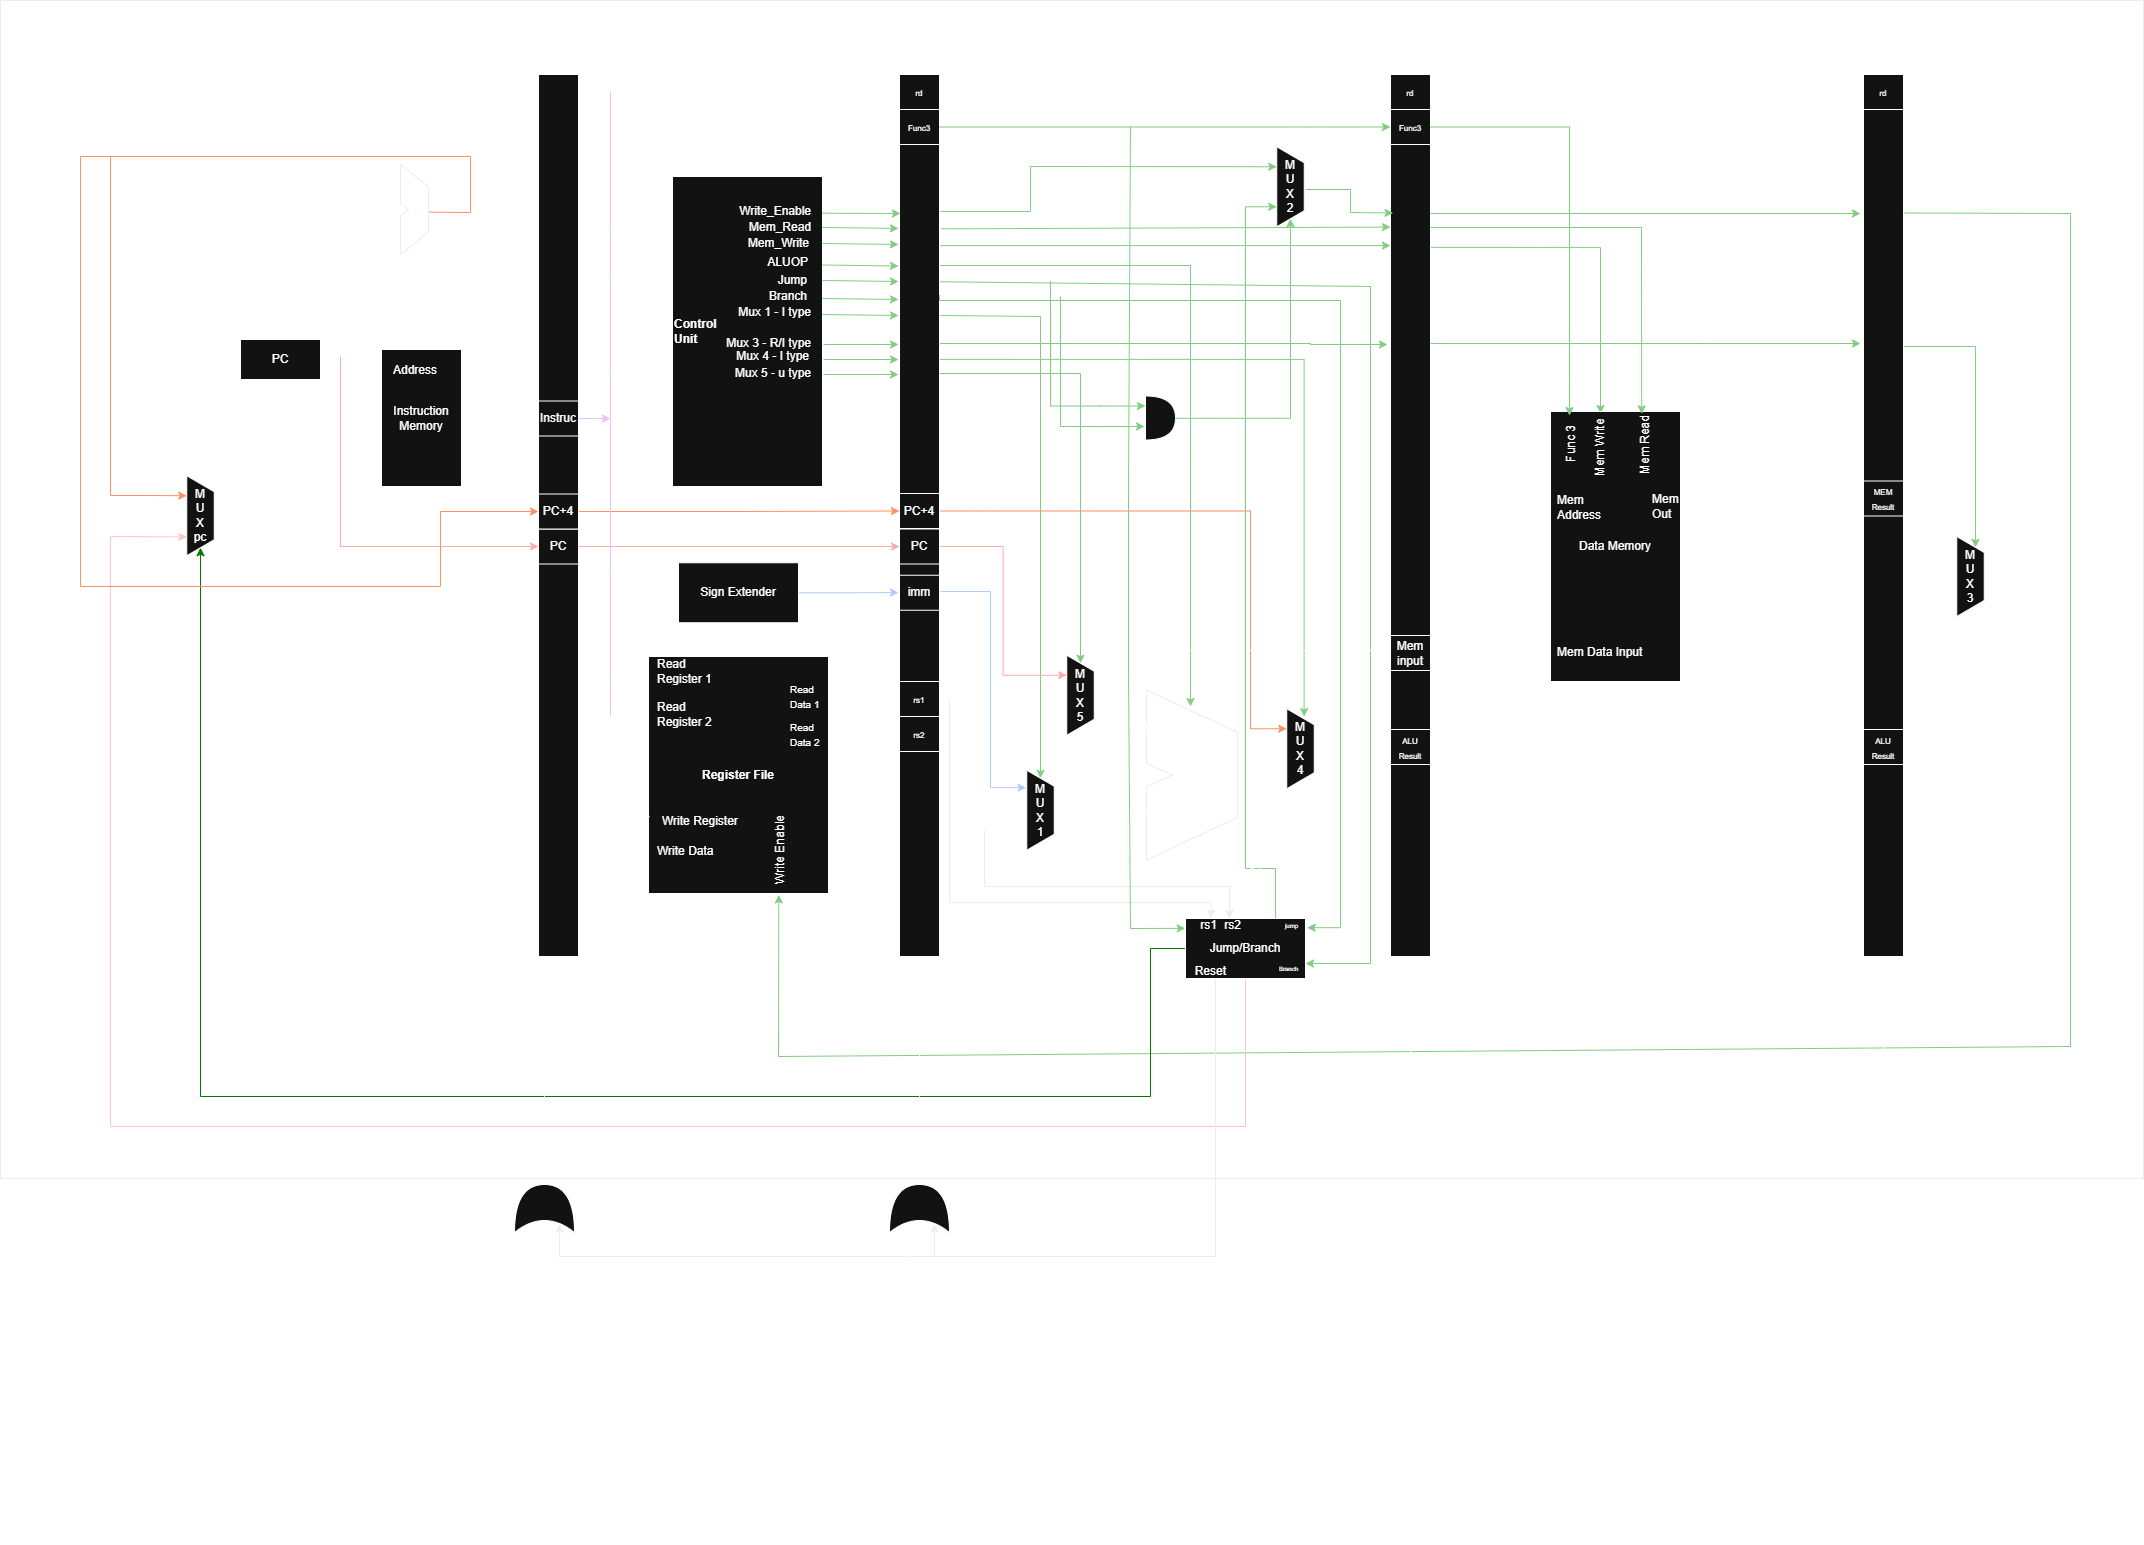 rd
Func3
rd
Func3
rd
M
U
X
2
Write_Enable
Mem_Read
Mem_Write
ALUOP
Jump
Branch
Mux 1 - I type
Control
Unit
Mux 3 - R/I type
Mux 4 - I type
Mux 5 - u type
PC
Address
Instruction
Memory
Instruc
PC+4
PC
M
U
X
pc
PC+4
PC
imm
rs1
rs2
Sign Extender
Read
Register 1
Read
Register 2
Read
Data 1
Read
Data 2
Register File
Write Register
Write Data
Write Enable
M
U
X
5
M
U
X
1
M
U
X
4
rs1 rs2
jump
Jump/Branch
Reset
Branch
Mem
input
ALU
Result
Func 3
Mem Write
Mem Read
Mem
Address
Mem
Out
Data Memory
Mem Data Input
MEM
Result
ALU
Result
M
U
X
3